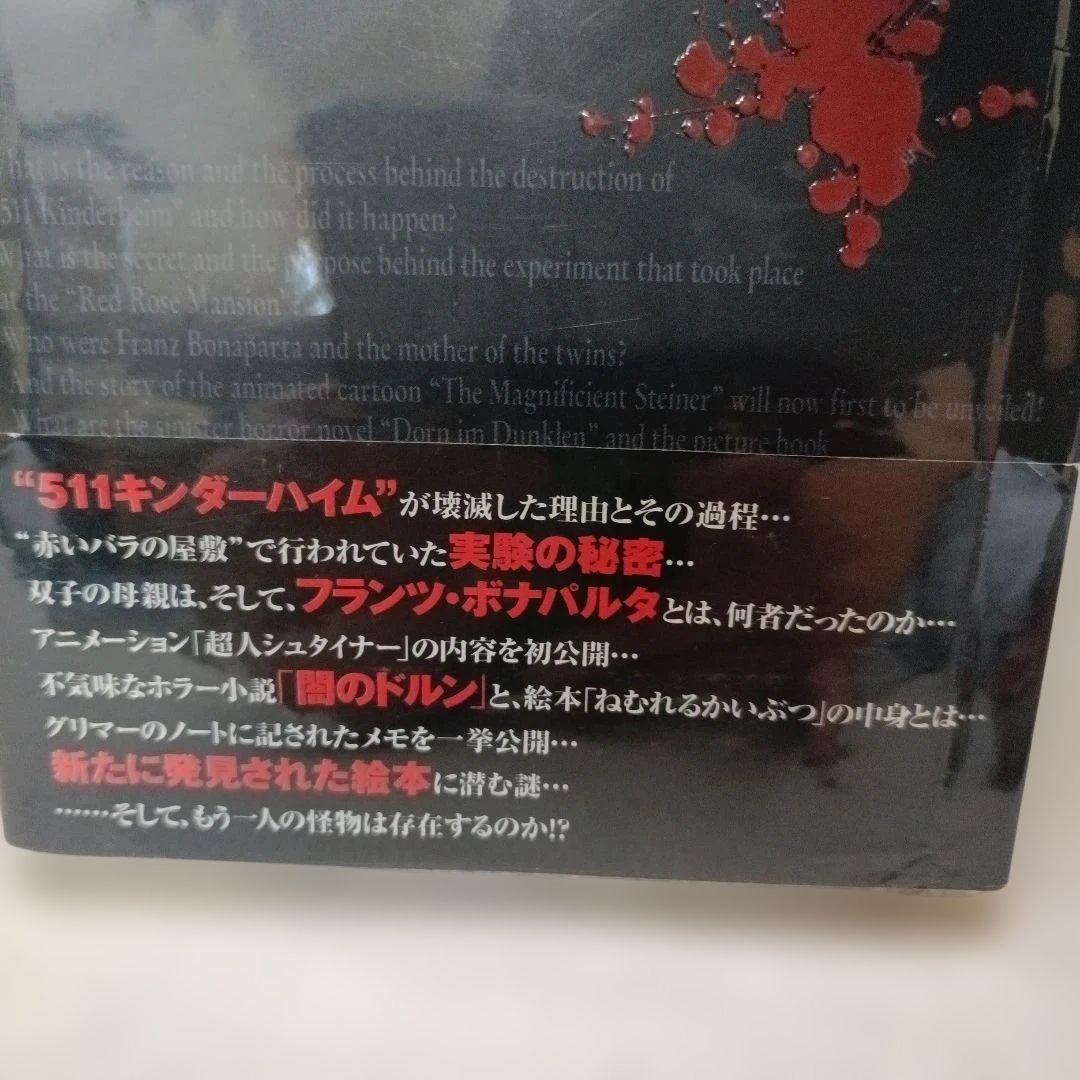 What is the reason and the process behind the destruction of
511 Kinderheim" and how did it happen?
What is the secret and the purpose behind the experiment that took place
at the "Red Rose Mansion"?
Who were Franz Bonaparta and the mother of the twins?
And the story of the animated cartoon "The Magnificient Steiner" will now first to be unveiled!
What are the sinister horror novel "Dorn im Dunklen" and the picture book
“511キンダーハイム”が壊滅した理由とその過程…
“赤いバラの屋敷”で行われていた実験の秘密…
双子の母親は、そして、フランツ・ボナパルタとは、何者だったのか…
アニメーション「超人シュタイナー」の内容を初公開…
不気味なホラー小説「闇のドルン」と、絵本「ねむれるかいぶつ」の中身とは…
グリマーのノートに記されたメモを一挙公開…
新たに発見された絵本に潜む謎…
……そして、もう一人の怪物は存在するのか!?